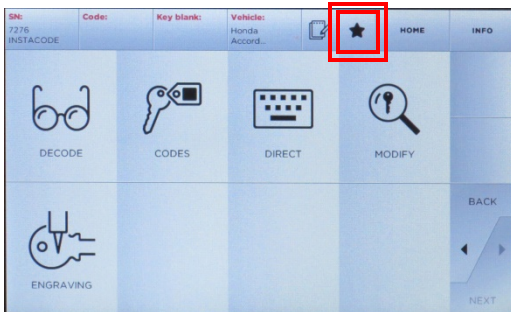 SN:
7276
INSTACODE
Code:
Key blank:
Vehicle:
Honda
Accord...
HOME
INFO
DECODE
CODES
DIRECT
MODIFY
ENGRAVING
BACK
NEXT